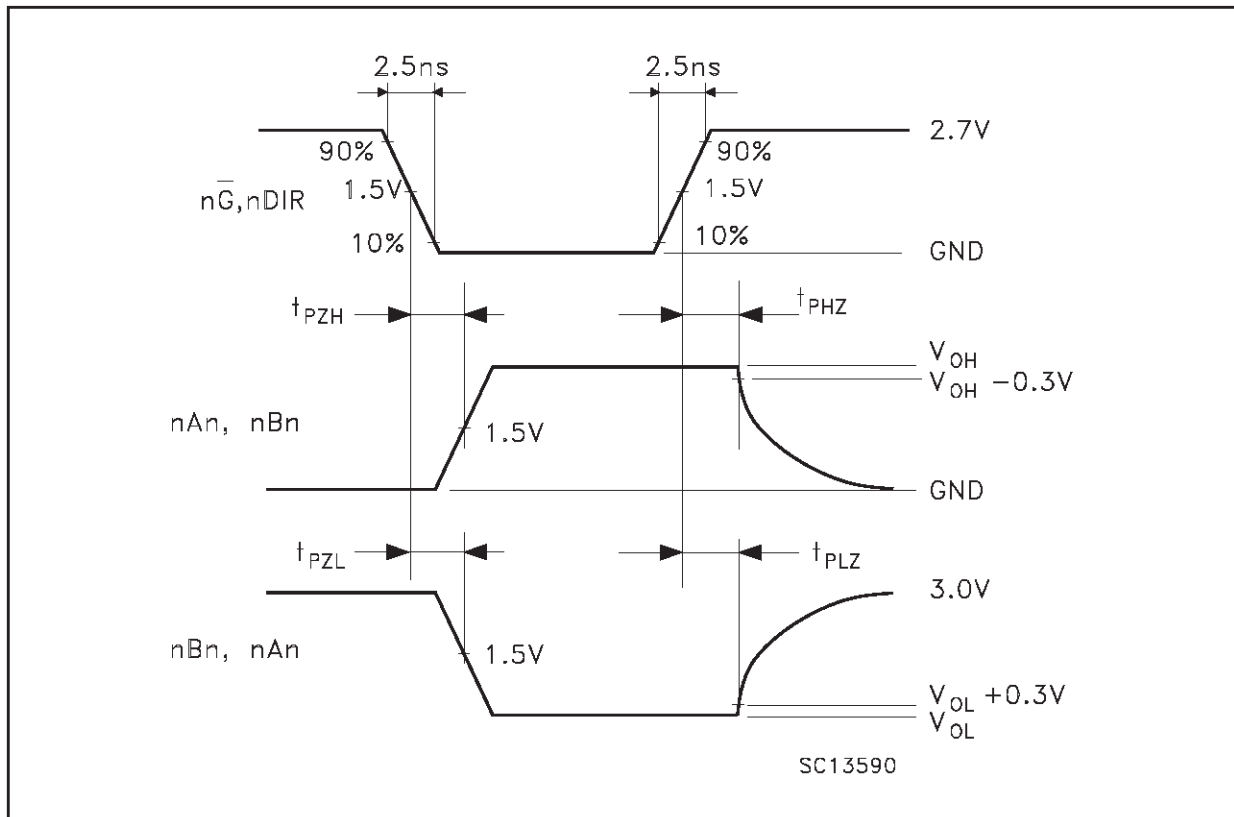 2.5ns 2.5ns
2.7V
90% 90%
nG̅,nDIR 1.5V 1.5V
10% 10%
GND
tPZH tPHZ
VOH
VOH −0.3V
nAn, nBn 1.5V
GND
tPZL tPLZ
3.0V
nBn, nAn 1.5V
VOL +0.3V
VOL
SC13590